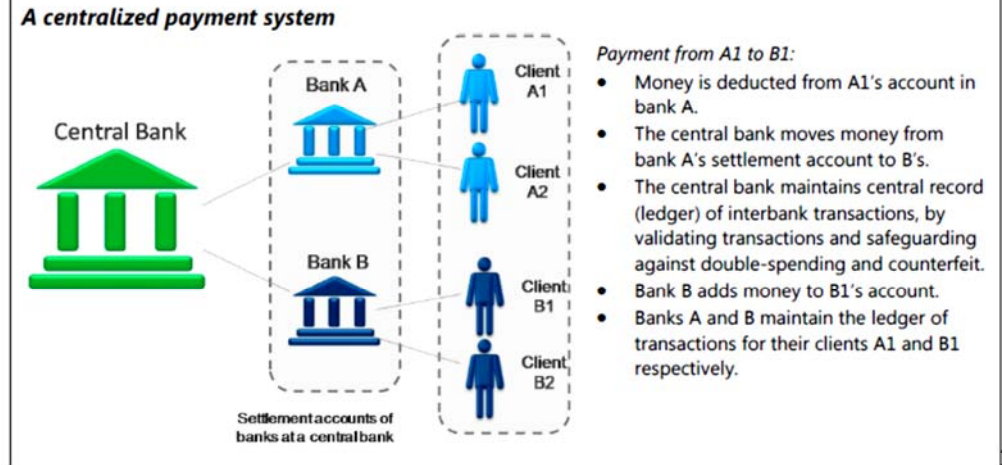 A centralized payment system
Central Bank
Bank A
Bank B
Client
A1
Client
A2
Client
B1
Client
B2
Settlement accounts of
banks at a central bank
Payment from A1 to B1:
• Money is deducted from A1's account in
bank A.
• The central bank moves money from
bank A's settlement account to B's.
• The central bank maintains central record
(ledger) of interbank transactions, by
validating transactions and safeguarding
against double-spending and counterfeit.
• Bank B adds money to B1's account.
• Banks A and B maintain the ledger of
transactions for their clients A1 and B1
respectively.